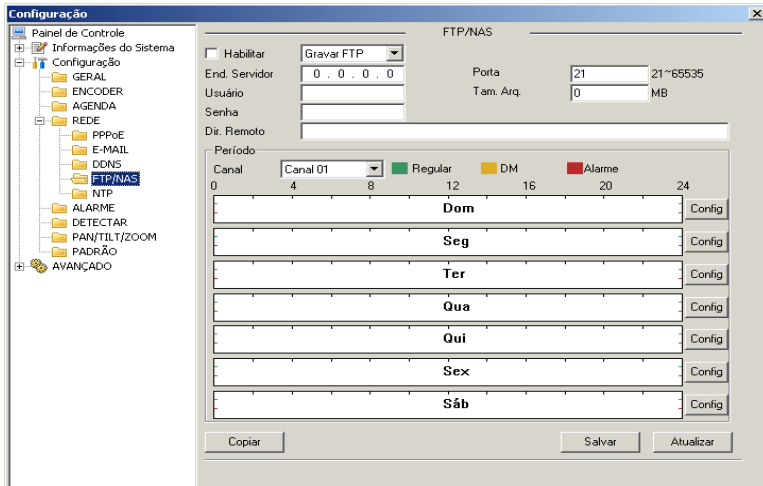 Configuração
Painel de Controle
Informações do Sistema
Configuração
GERAL
ENCODER
AGENDA
REDE
PPPoE
E-MAIL
DDNS
FTP/NAS
NTP
ALARME
DETECTAR
PAN/TILT/ZOOM
PADRÃO
AVANÇADO
FTP/NAS
Habilitar Gravar FTP
End. Servidor 0 . 0 . 0 . 0 Porta 21 21~65535
Usuário Tam. Arq. 0 MB
Senha
Dir. Remoto
Período
Canal Canal 01 Regular DM Alarme
0 4 8 12 16 20 24
Dom Config
Seg Config
Ter Config
Qua Config
Qui Config
Sex Config
Sáb Config
Copiar Salvar Atualizar